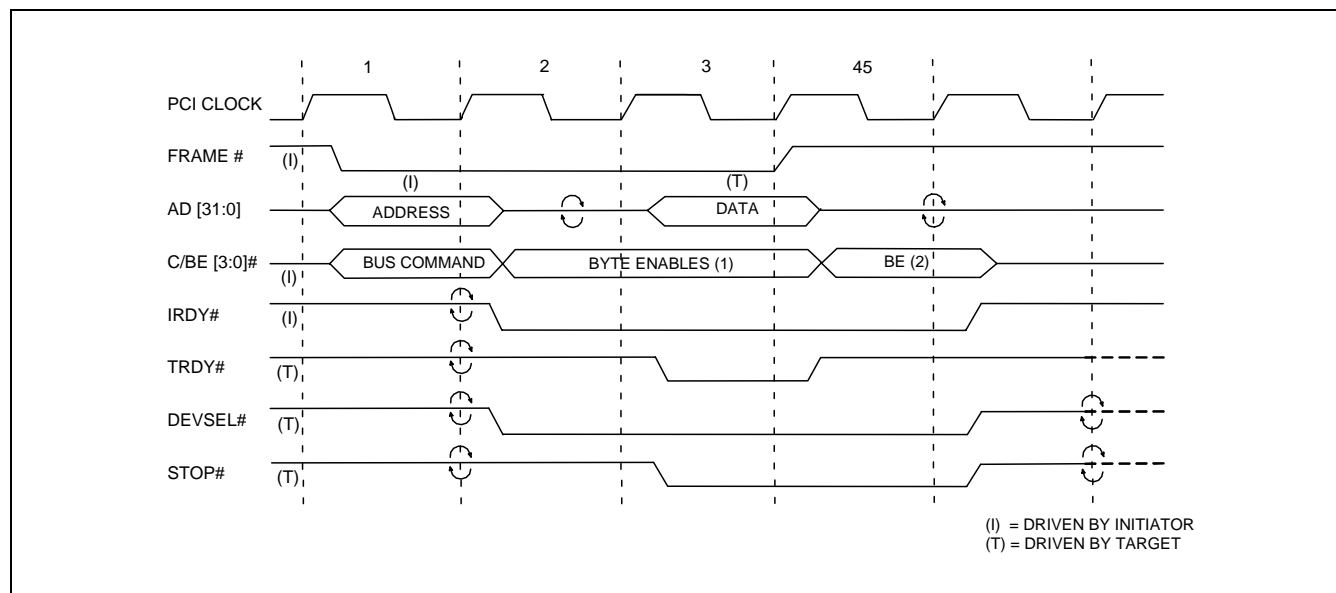 1 2 3 45
PCI CLOCK
FRAME # (I)
(I) (T)
AD [31:0] ADDRESS DATA
C/BE [3:0]# (I) BUS COMMAND BYTE ENABLES (1) BE (2)
IRDY# (I)
TRDY# (T)
DEVSEL# (T)
STOP# (T)
(I) = DRIVEN BY INITIATOR
(T) = DRIVEN BY TARGET